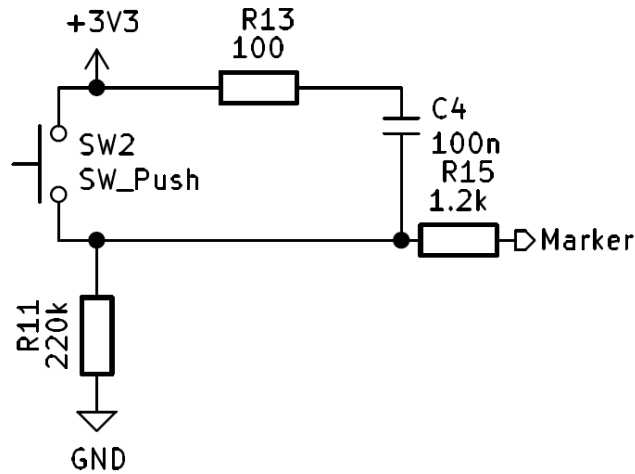 +3V3
R13
100
C4
100n
SW2
SW_Push
R15
1.2k
Marker
R11
220k
GND